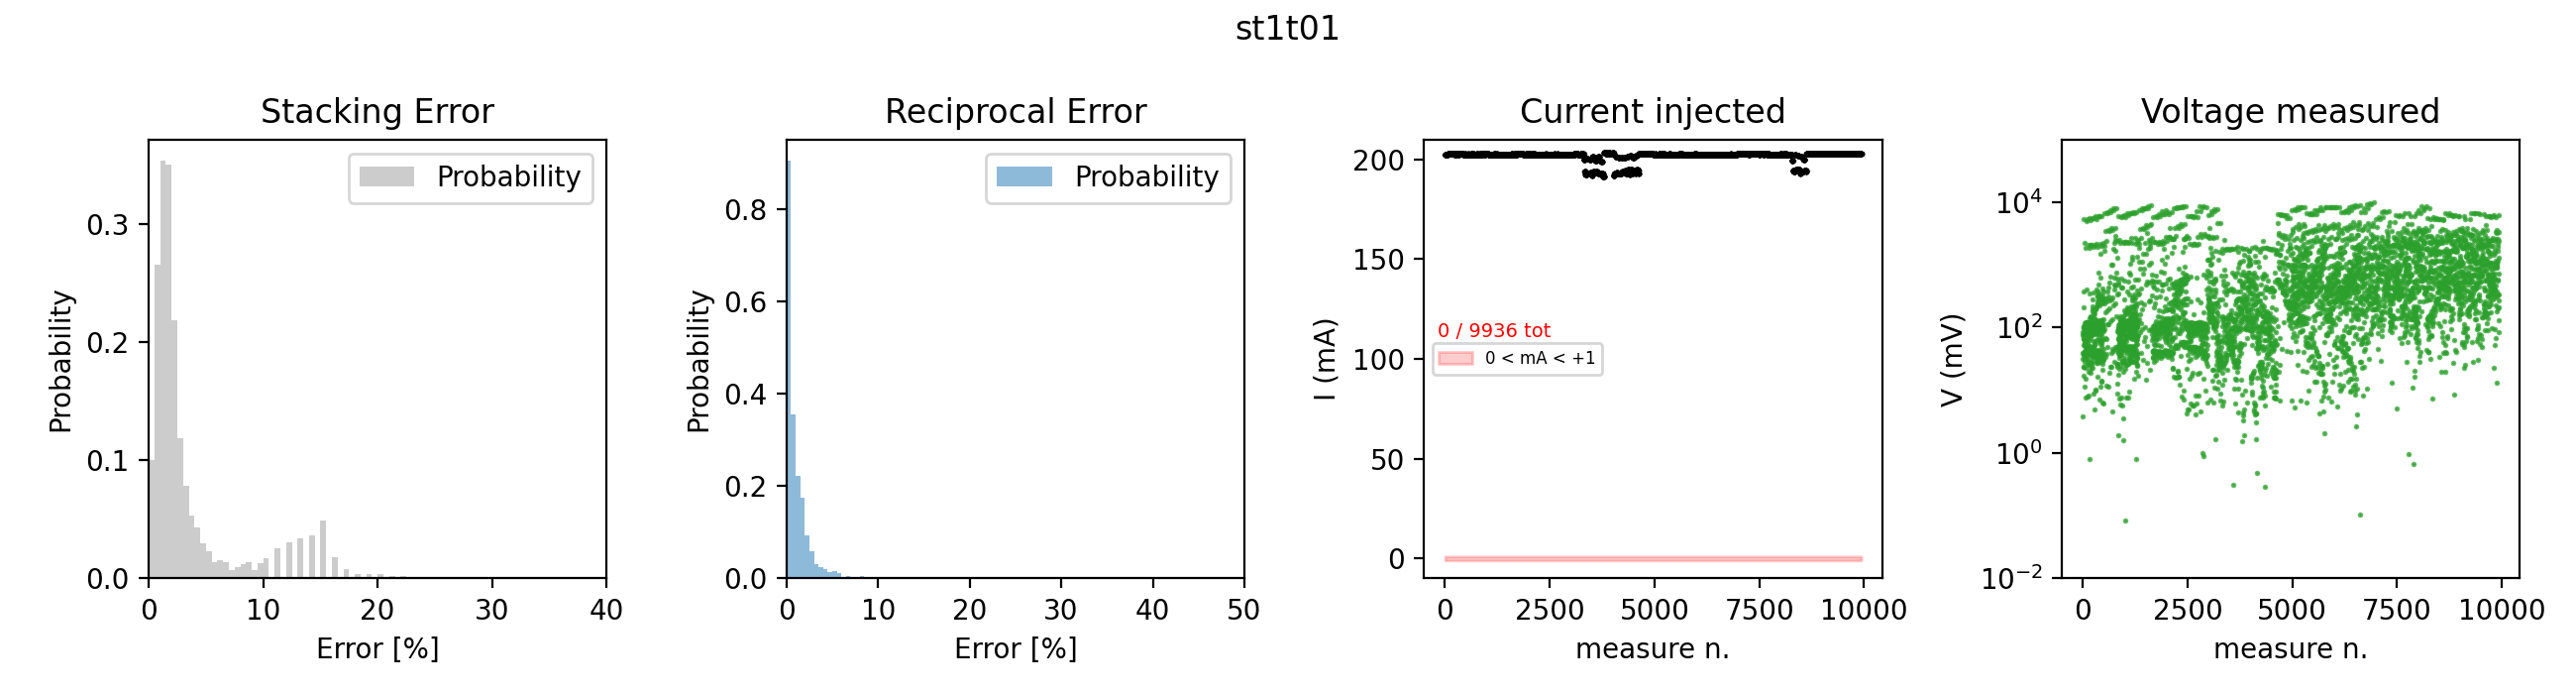 st1t01
Stacking Error
Probability
Probability
0.3
0.2
0.1
0.0
0 10 20 30 40
Error [%]
Reciprocal Error
Probability
Probability
0.8
0.6
0.4
0.2
0.0
0 10 20 30 40 50
Error [%]
Current injected
I (mA)
200
150
100
50
0
0 / 9936 tot
0 < mA < +1
0 2500 5000 7500 10000
measure n.
Voltage measured
V (mV)
10⁴
10²
10⁰
10⁻²
0 2500 5000 7500 10000
measure n.